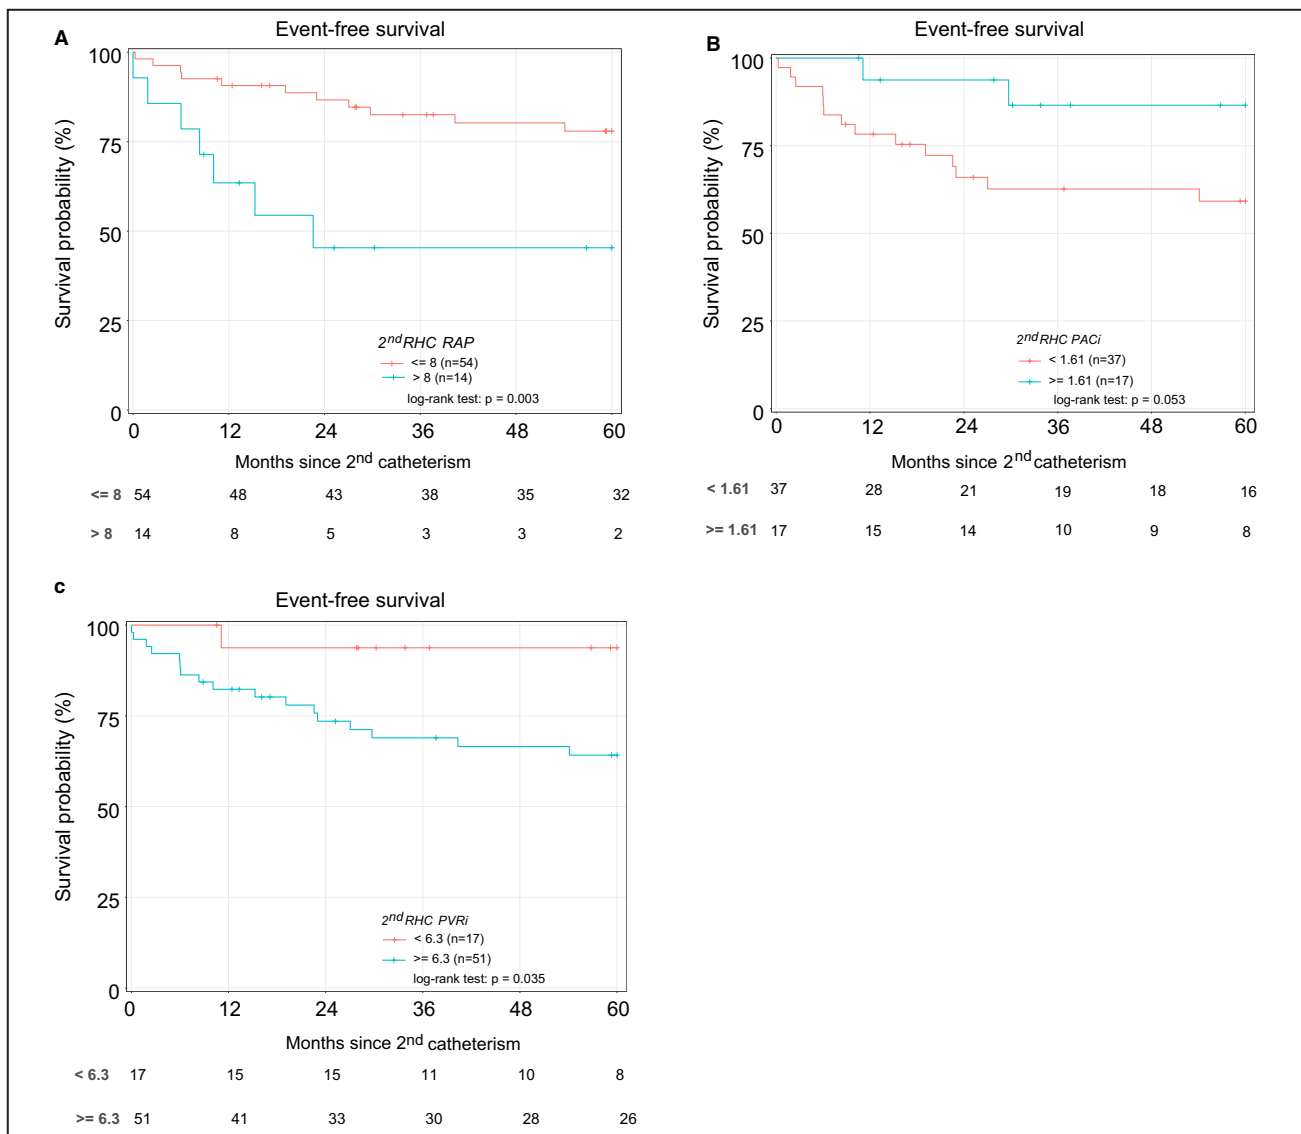 A
Event-free survival
Survival probability (%)
100
75
50
25
0
2nd RHC RAP
<= 8 (n=54)
> 8 (n=14)
log-rank test: p = 0.003
0 12 24 36 48 60
Months since 2nd catheterism
<= 8 54 48 43 38 35 32
> 8 14 8 5 3 3 2
B
Event-free survival
Survival probability (%)
100
75
50
25
0
2nd RHC PACi
< 1.61 (n=37)
>= 1.61 (n=17)
log-rank test: p = 0.053
0 12 24 36 48 60
Months since 2nd catheterism
< 1.61 37 28 21 19 18 16
>= 1.61 17 15 14 10 9 8
c
Event-free survival
Survival probability (%)
100
75
50
25
0
2nd RHC PVRi
< 6.3 (n=17)
>= 6.3 (n=51)
log-rank test: p = 0.035
0 12 24 36 48 60
Months since 2nd catheterism
< 6.3 17 15 15 11 10 8
>= 6.3 51 41 33 30 28 26